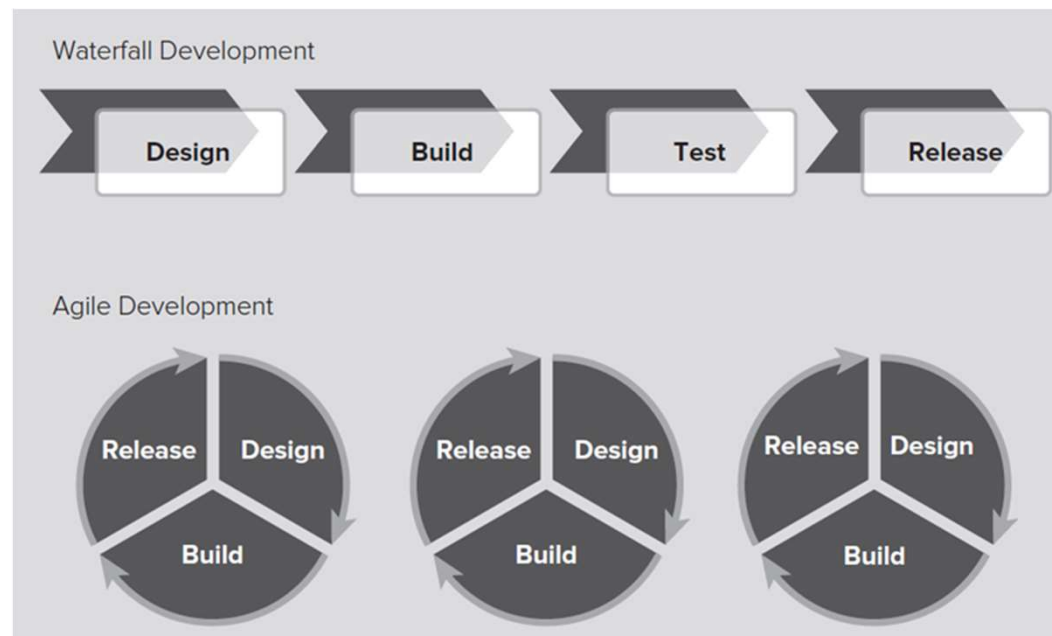 Waterfall Development
Design
Build
Test
Release
Agile Development
Release
Design
Build
Release
Design
Build
Release
Design
Build